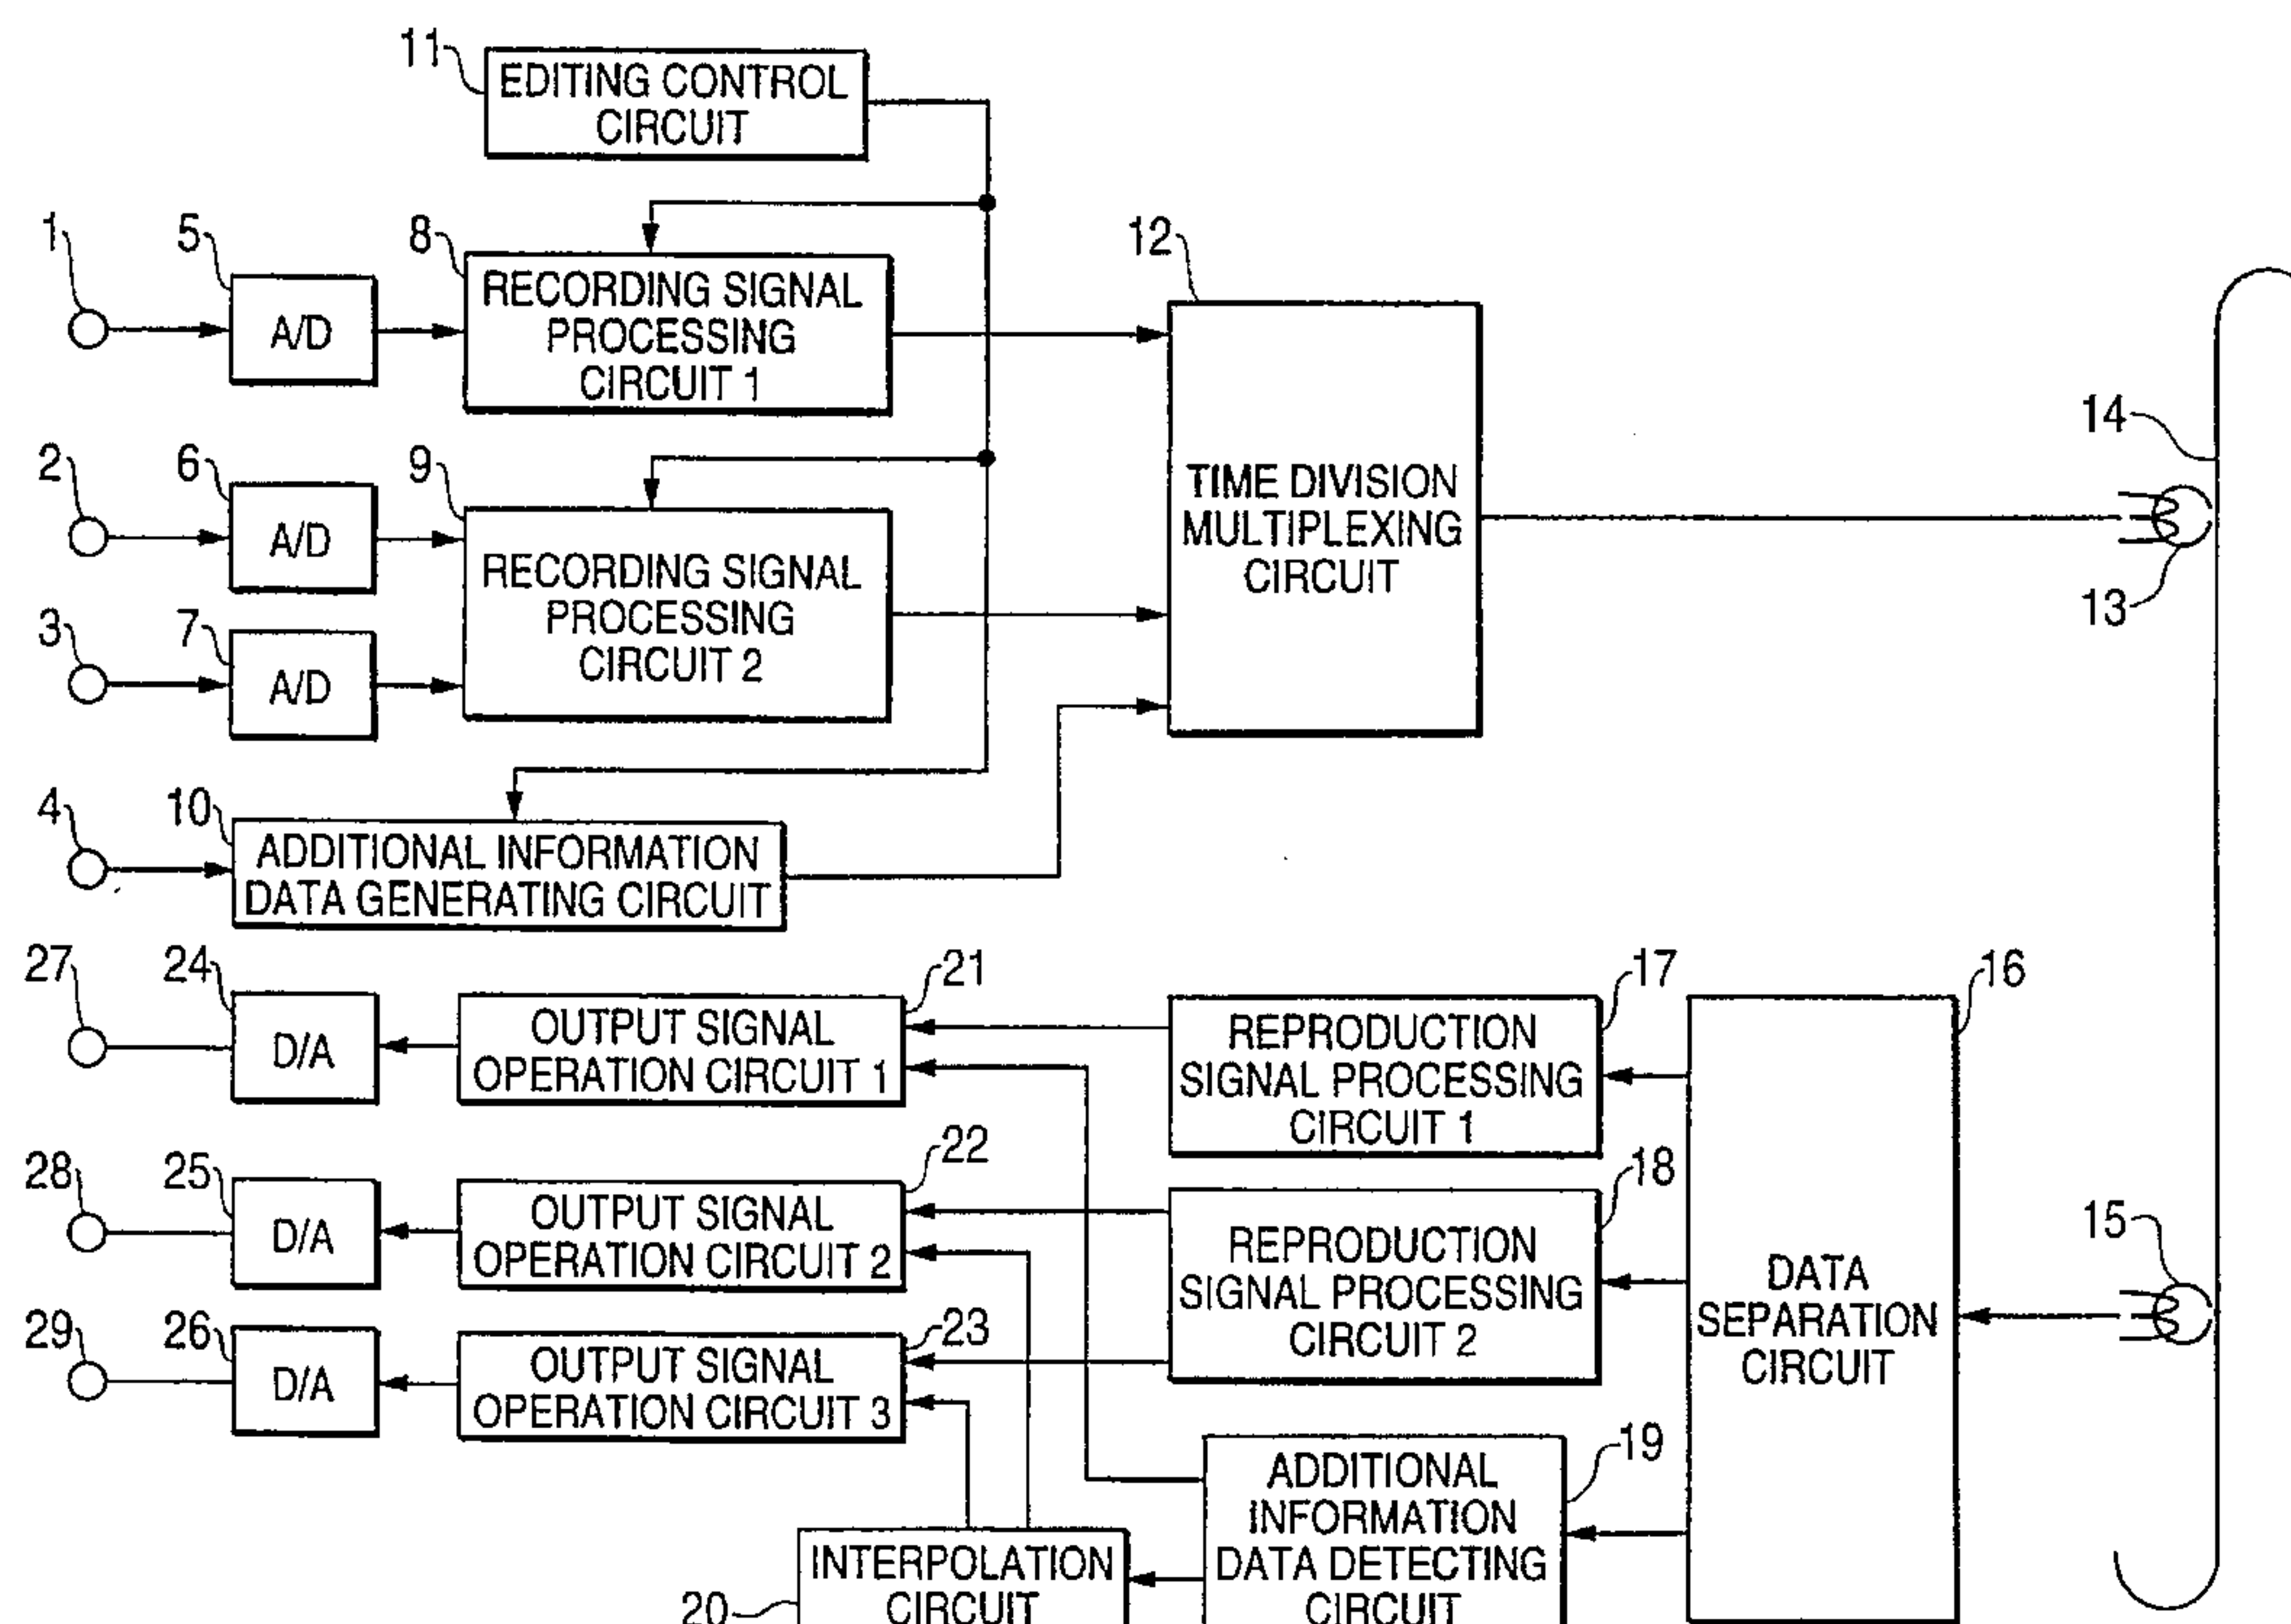 11
EDITING CONTROL
CIRCUIT
1
5
8
12
A/D
RECORDING SIGNAL
PROCESSING
CIRCUIT 1
14
2
6
9
A/D
RECORDING SIGNAL
PROCESSING
CIRCUIT 2
TIME DIVISION
MULTIPLEXING
CIRCUIT
13
3
7
A/D
4
10
ADDITIONAL INFORMATION
DATA GENERATING CIRCUIT
27
24
21
17
16
D/A
OUTPUT SIGNAL
OPERATION CIRCUIT 1
REPRODUCTION
SIGNAL PROCESSING
CIRCUIT 1
28
25
22
18
15
D/A
OUTPUT SIGNAL
OPERATION CIRCUIT 2
REPRODUCTION
SIGNAL PROCESSING
CIRCUIT 2
DATA
SEPARATION
CIRCUIT
29
26
23
D/A
OUTPUT SIGNAL
OPERATION CIRCUIT 3
19
ADDITIONAL
INFORMATION
DATA DETECTING
CIRCUIT
20
INTERPOLATION
CIRCUIT